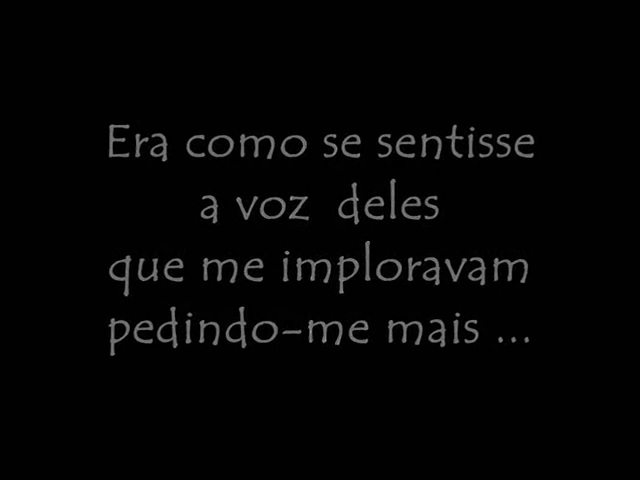 Era como se sentisse
a voz deles
que me imploravam
pedindo-me mais ...